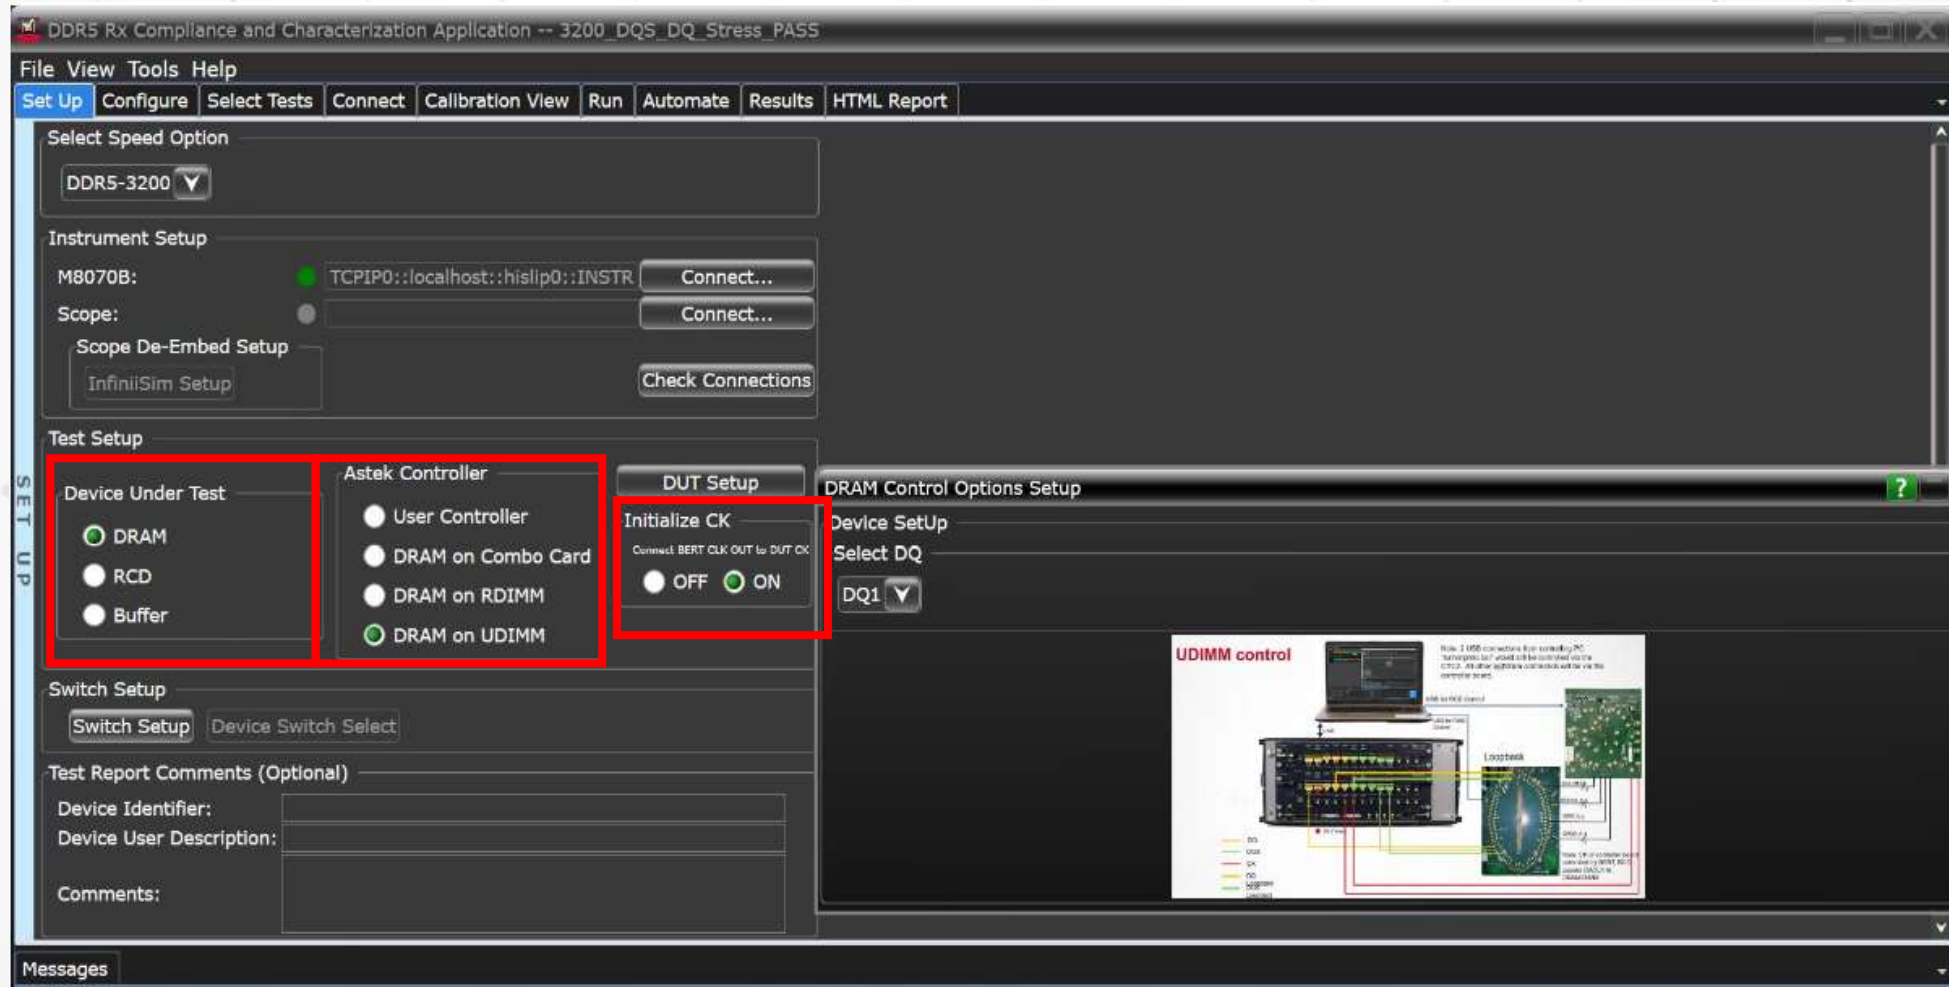 DDR5 Rx Compliance and Characterization Application -- 3200_DQS_DQ_Stress_PASS
File View Tools Help
Set Up Configure Select Tests Connect Calibration View Run Automate Results HTML Report
Select Speed Option
DDR5-3200
Instrument Setup
M8070B: TCPIP0::localhost::hislip0::INSTR Connect...
Scope: Connect...
Scope De-Embed Setup
InfiniiSim Setup Check Connections
Test Setup
SET UP
Device Under Test
DRAM
RCD
Buffer
Astek Controller
User Controller
DRAM on Combo Card
DRAM on RDIMM
DRAM on UDIMM
DUT Setup
Initialize CK
Connect BERT CLK OUT to DUT CK
OFF ON
DRAM Control Options Setup ?
Device SetUp
Select DQ
DQ1
UDIMM control
Loopback
DQ
DQS
CK
DQ
Switch Setup
Switch Setup Device Switch Select
Test Report Comments (Optional)
Device Identifier:
Device User Description:
Comments:
Messages